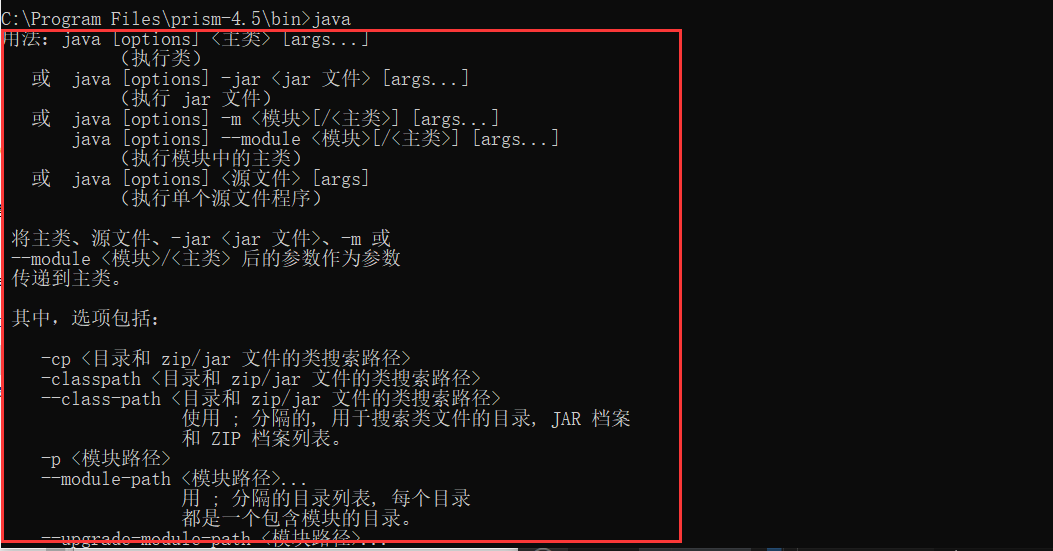 C:\Program Files\prism-4.5\bin>java
用法: java [options] <主类> [args...]
(执行类)
或 java [options] -jar <jar 文件> [args...]
(执行 jar 文件)
或 java [options] -m <模块>[/<主类>] [args...]
java [options] --module <模块>[/<主类>] [args...]
(执行模块中的主类)
或 java [options] <源文件> [args]
(执行单个源文件程序)
将主类、源文件、-jar <jar 文件>、-m 或
--module <模块>/<主类> 后的参数作为参数
传递到主类。
其中，选项包括:
-cp <目录和 zip/jar 文件的类搜索路径>
-classpath <目录和 zip/jar 文件的类搜索路径>
--class-path <目录和 zip/jar 文件的类搜索路径>
使用 ; 分隔的, 用于搜索类文件的目录, JAR 档案
和 ZIP 档案列表。
-p <模块路径>
--module-path <模块路径>...
用 ; 分隔的目录列表, 每个目录
都是一个包含模块的目录。
--upgrade-module-path <模块路径>...